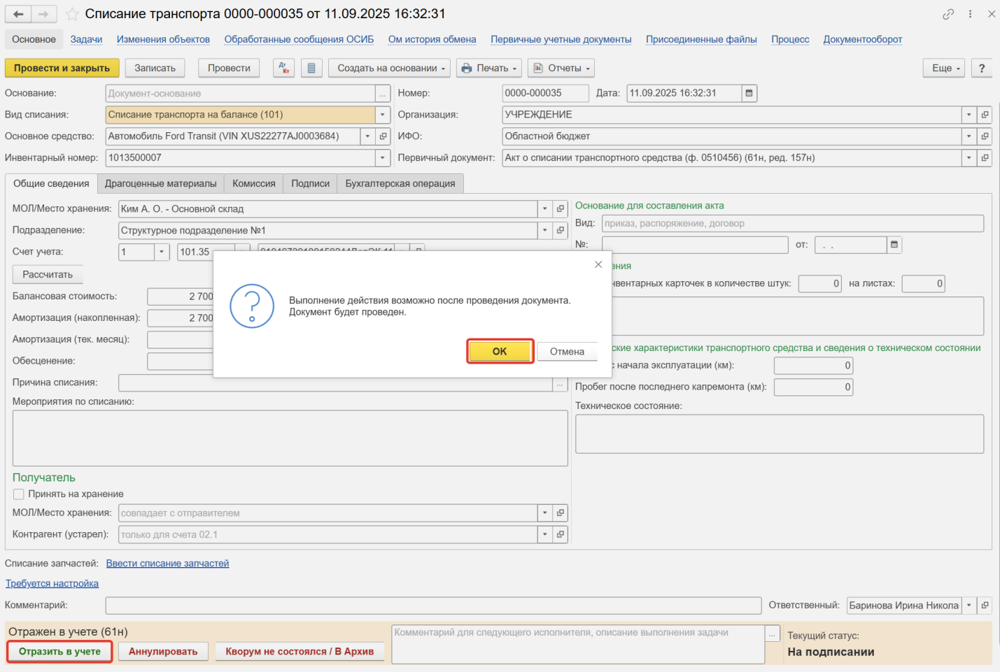 Списание транспорта 0000-000035 от 11.09.2025 16:32:31
Основное Задачи Изменения объектов Обработанные сообщения ОСИБ Ом история обмена Первичные учетные документы Присоединенные файлы Процесс Документооборот
Провести и закрыть Записать Провести Дт Кт Создать на основании Печать Отчеты Еще ?
Основание: Документ-основание ... Номер: 0000-000035 Дата: 11.09.2025 16:32:31
Вид списания: Списание транспорта на балансе (101) Организация: УЧРЕЖДЕНИЕ
Основное средство: Автомобиль Ford Transit (VIN XUS22277AJ0003684) ИФО: Областной бюджет
Инвентарный номер: 1013500007 Первичный документ: Акт о списании транспортного средства (ф. 0510456) (61н, ред. 157н)
Общие сведения Драгоценные материалы Комиссия Подписи Бухгалтерская операция
МОЛ/Место хранения: Ким А. О. - Основной склад
Подразделение: Структурное подразделение №1
Счет учета: 1 101.35
Рассчитать
Балансовая стоимость: 2 700
Амортизация (накопленная): 2 700
Амортизация (тек. месяц):
Обесценение:
Причина списания: ...
Мероприятия по списанию:
Основание для составления акта
Вид: приказ, распоряжение, договор
№: от: . .
ения
нвентарных карточек в количестве штук: 0 на листах: 0
ские характеристики транспортного средства и сведения о техническом состоянии
с начала эксплуатации (км): 0
Пробег после последнего капремонта (км): 0
Техническое состояние:
Выполнение действия возможно после проведения документа.
Документ будет проведен.
OK Отмена
Получатель
Принять на хранение
МОЛ/Место хранения: совпадает с отправителем
Контрагент (устарел): только для счета 02.1
Списание запчастей: Ввести списание запчастей
Требуется настройка
Комментарий: Ответственный: Баринова Ирина Никола
Отражен в учете (61н)
Отразить в учете Аннулировать Кворум не состоялся / В Архив
Комментарий для следующего исполнителя, описание выполнения задачи ...
Текущий статус:
На подписании